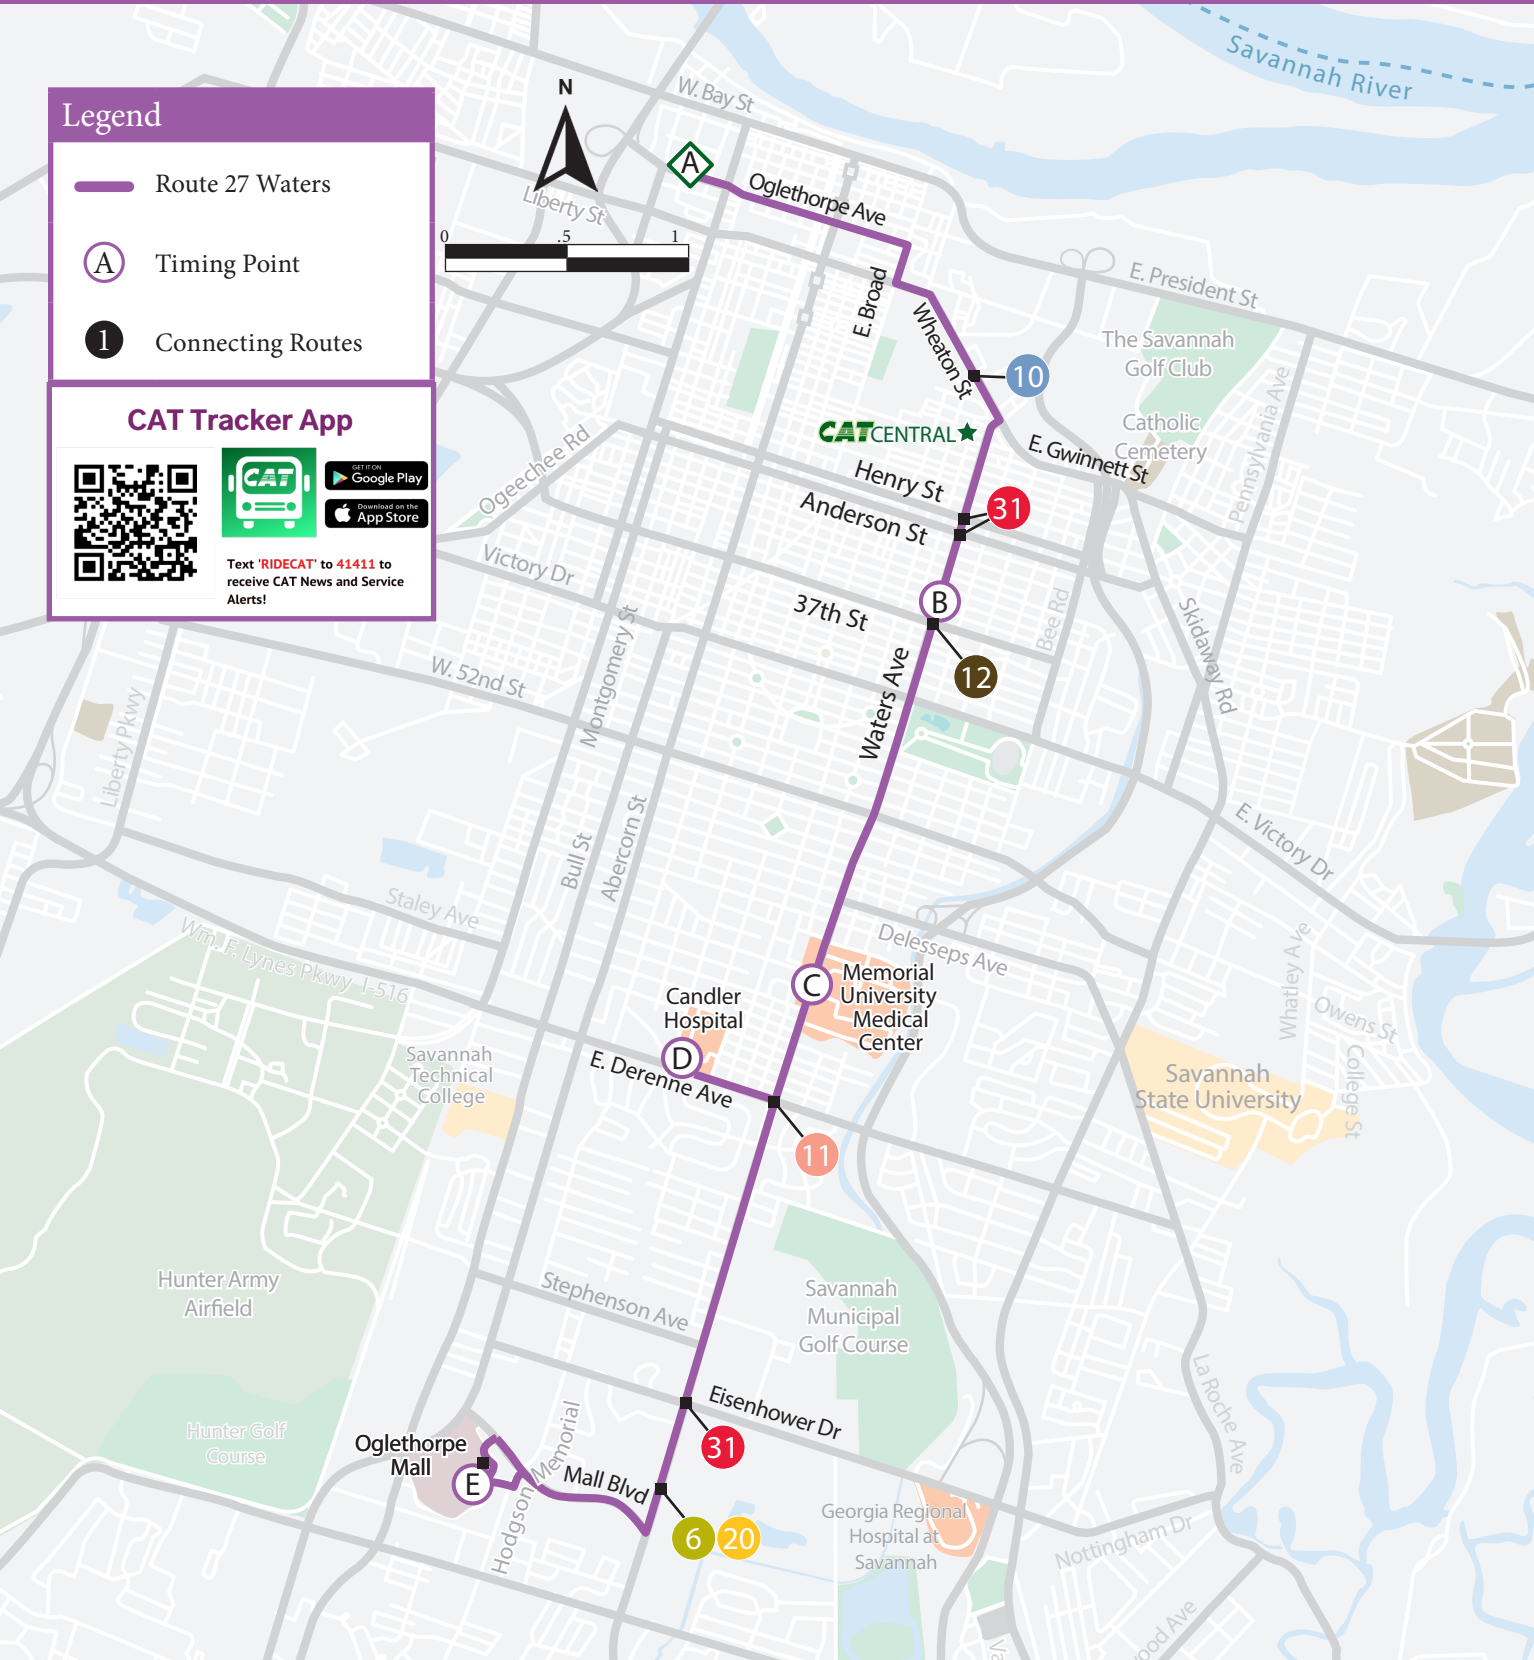 Legend
Route 27 Waters
A
Timing Point
1
Connecting Routes
CAT Tracker App
CAT
GET IT ON
Google Play
Download on the
App Store
Text 'RIDECAT' to 41411 to
receive CAT News and Service
Alerts!
N
0 .5 1
Savannah River
W. Bay St
A
Oglethorpe Ave
Liberty St
E. Broad
Wheaton St
10
E. President St
The Savannah
Golf Club
Catholic
Cemetery
Pennsylvania Ave
CAT CENTRAL
E. Gwinnett St
Henry St
Anderson St
31
Ogeechee Rd
Victory Dr
37th St
B
12
Bee Rd
Skidaway Rd
W. 52nd St
Montgomery St
Waters Ave
Liberty Pkwy
Bull St
Abercorn St
E. Victory Dr
Staley Ave
Wm. F. Lynes Pkwy I-516
Delesseps Ave
Whatley Ave
Owens St
College St
C
Memorial
University
Medical
Center
Candler
Hospital
D
E. Derenne Ave
11
Savannah
Technical
College
Savannah
State University
Hunter Army
Airfield
Stephenson Ave
Savannah
Municipal
Golf Course
La Roche Ave
Eisenhower Dr
31
Hunter Golf
Course
Oglethorpe
Mall
E
Hodgson Memorial
Mall Blvd
6
20
Georgia Regional
Hospital at
Savannah
Nottingham Dr
ood Ave
Va